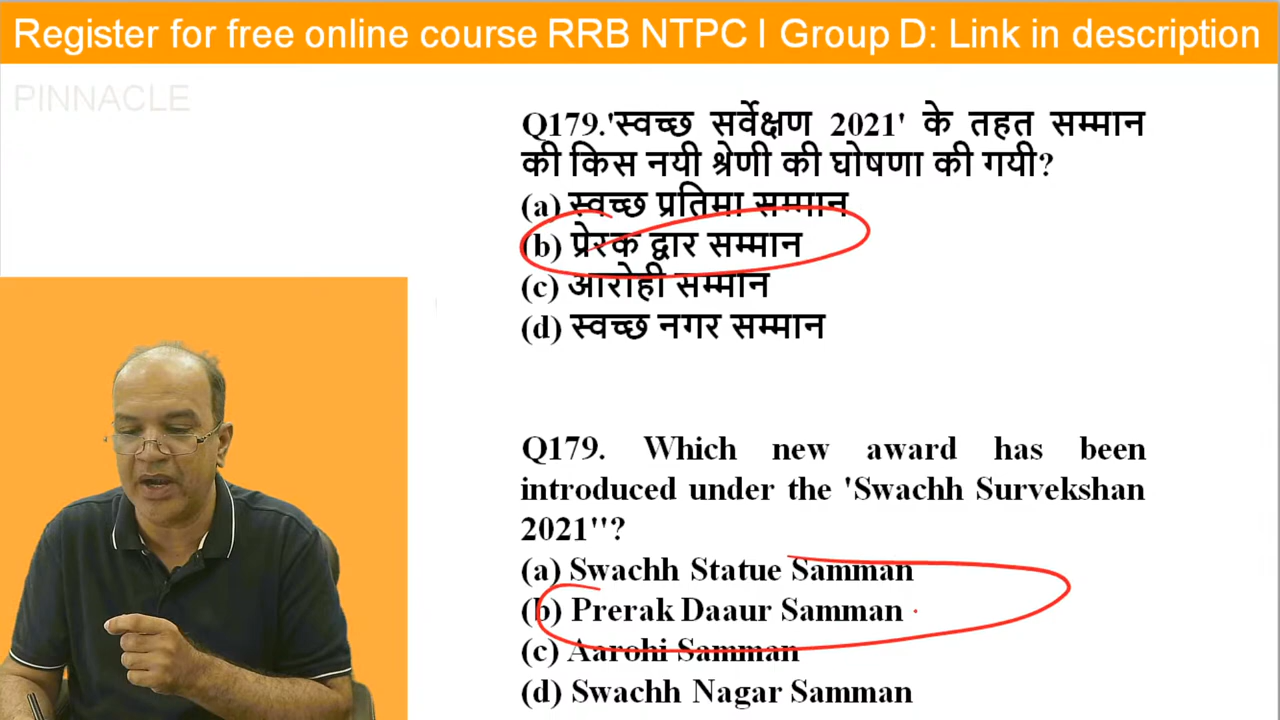 Register for free online course RRB NTPC I Group D: Link in description
PINNACLE
Q179.'स्वच्छ सर्वेक्षण 2021' के तहत सम्मान
की किस नयी श्रेणी की घोषणा की गयी?
(a) स्वच्छ प्रतिमा सम्मान
(b) प्रेरक द्वार सम्मान
(c) आरोही सम्मान
(d) स्वच्छ नगर सम्मान
Q179. Which new award has been
introduced under the 'Swachh Survekshan
2021''?
(a) Swachh Statue Samman
(b) Prerak Daaur Samman
(c) Aarohi Samman
(d) Swachh Nagar Samman